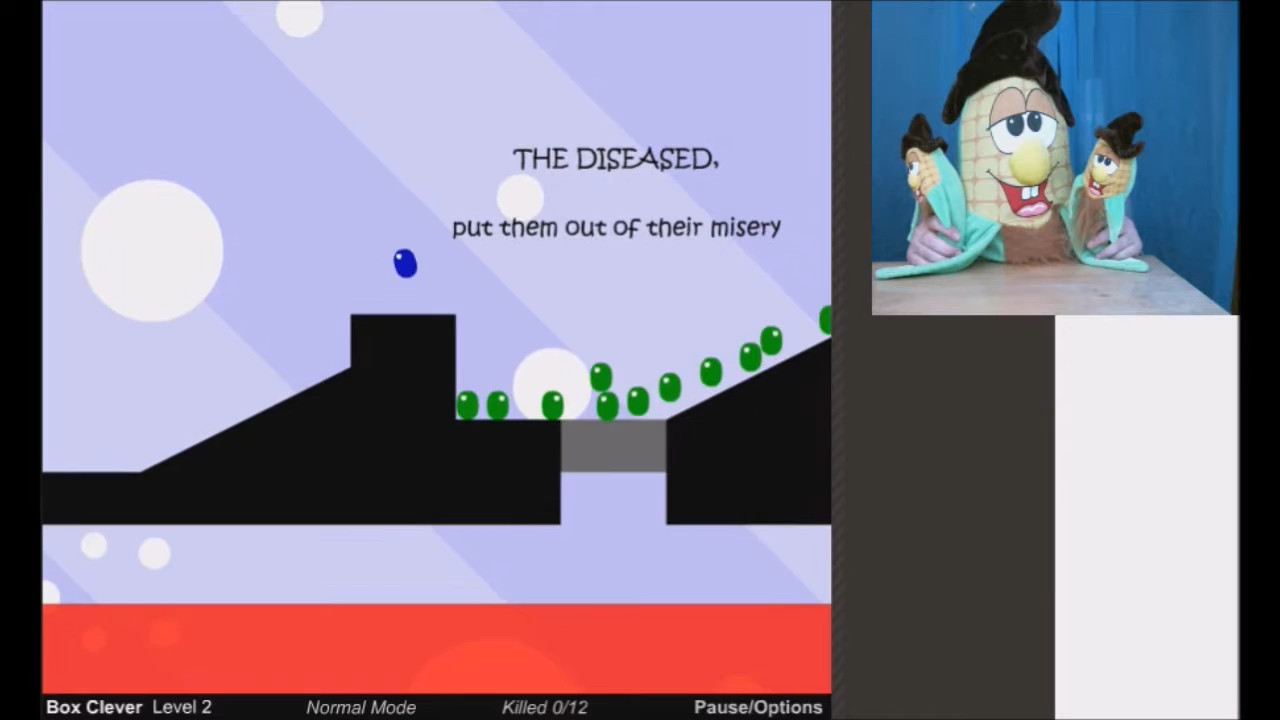 THE DISEASED,
put them out of their misery
Box Clever Level 2 Normal Mode Killed 0/12 Pause/Options